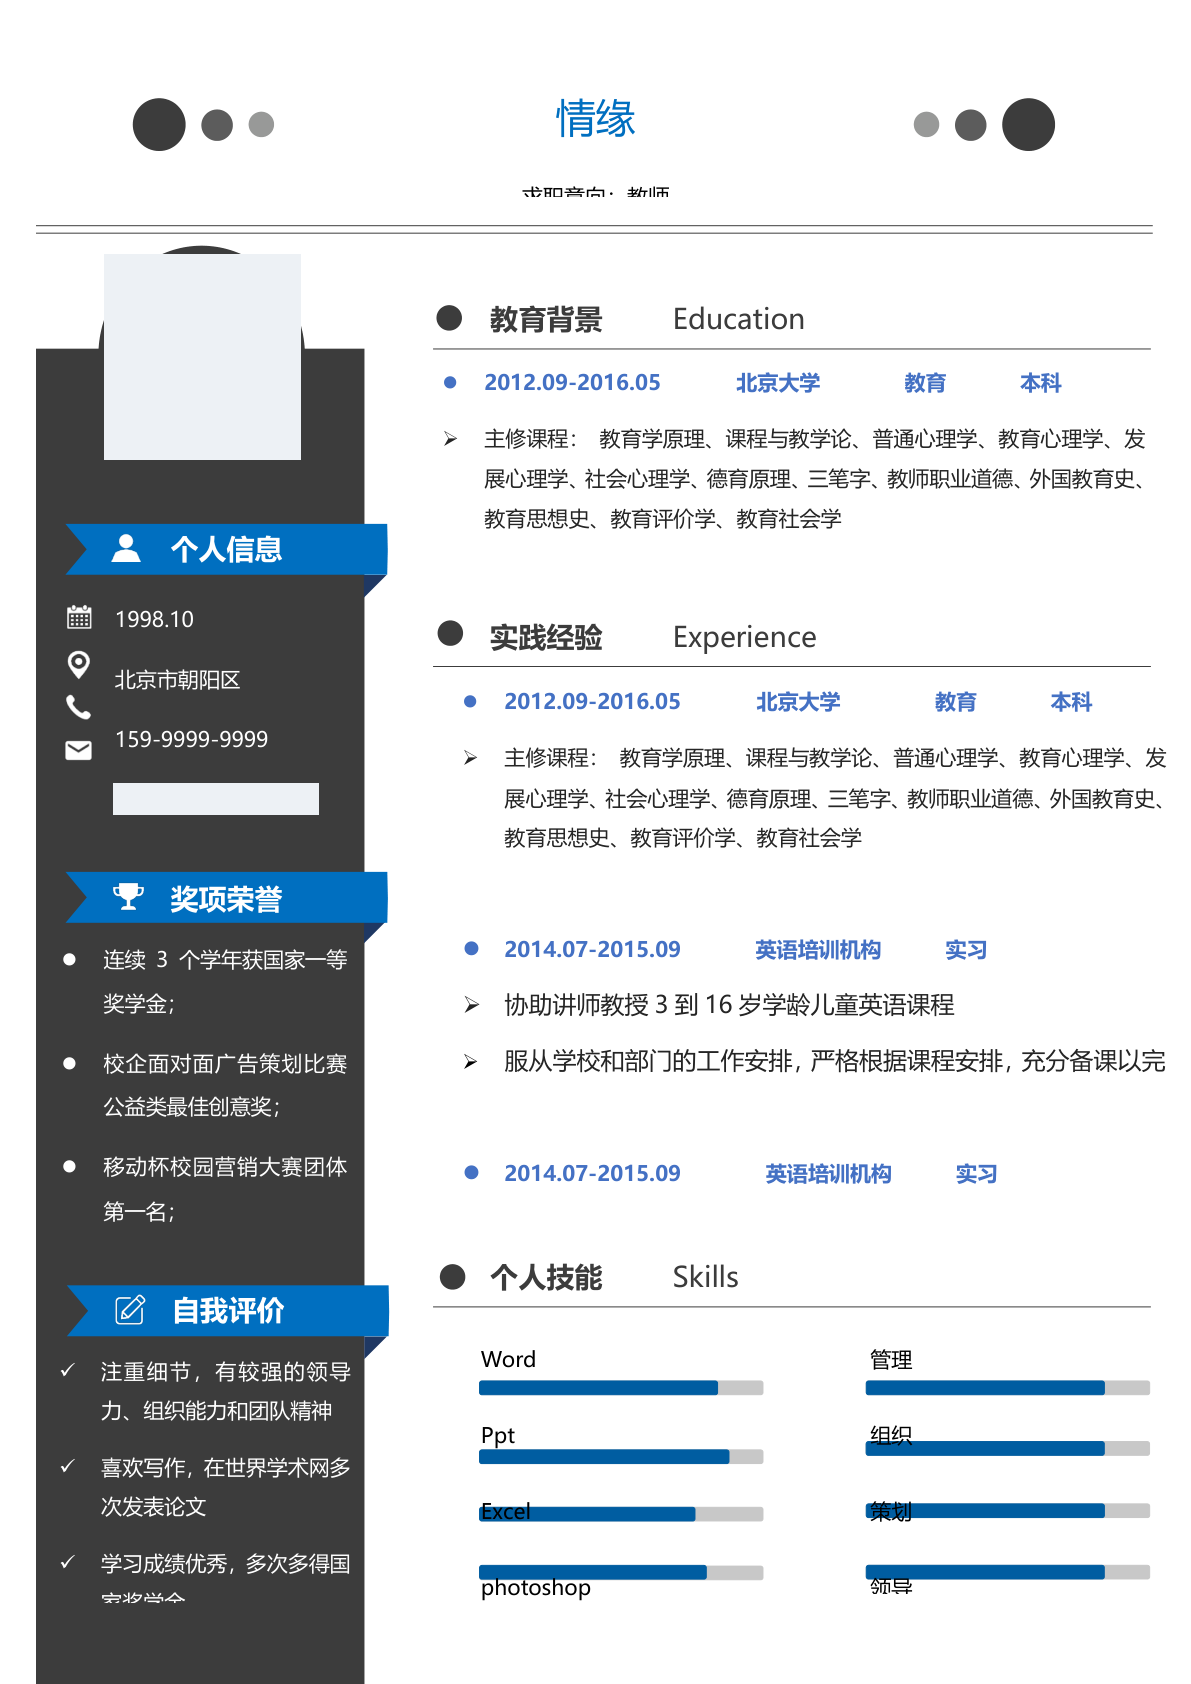 情缘
求职意向：教师
个人信息
1998.10
北京市朝阳区
159-9999-9999
奖项荣誉
连续 3 个学年获国家一等
奖学金；
校企面对面广告策划比赛
公益类最佳创意奖；
移动杯校园营销大赛团体
第一名；
自我评价
注重细节，有较强的领导
力、组织能力和团队精神
喜欢写作，在世界学术网多
次发表论文
学习成绩优秀，多次多得国
家奖学金
教育背景 Education
2012.09-2016.05 北京大学 教育 本科
主修课程： 教育学原理、课程与教学论、普通心理学、教育心理学、发
展心理学、社会心理学、德育原理、三笔字、教师职业道德、外国教育史、
教育思想史、教育评价学、教育社会学
实践经验 Experience
2012.09-2016.05 北京大学 教育 本科
主修课程： 教育学原理、课程与教学论、普通心理学、教育心理学、发
展心理学、社会心理学、德育原理、三笔字、教师职业道德、外国教育史、
教育思想史、教育评价学、教育社会学
2014.07-2015.09 英语培训机构 实习
协助讲师教授 3 到 16 岁学龄儿童英语课程
服从学校和部门的工作安排，严格根据课程安排，充分备课以完
2014.07-2015.09 英语培训机构 实习
个人技能 Skills
Word 管理
Ppt 组织
Excel 策划
photoshop 领导